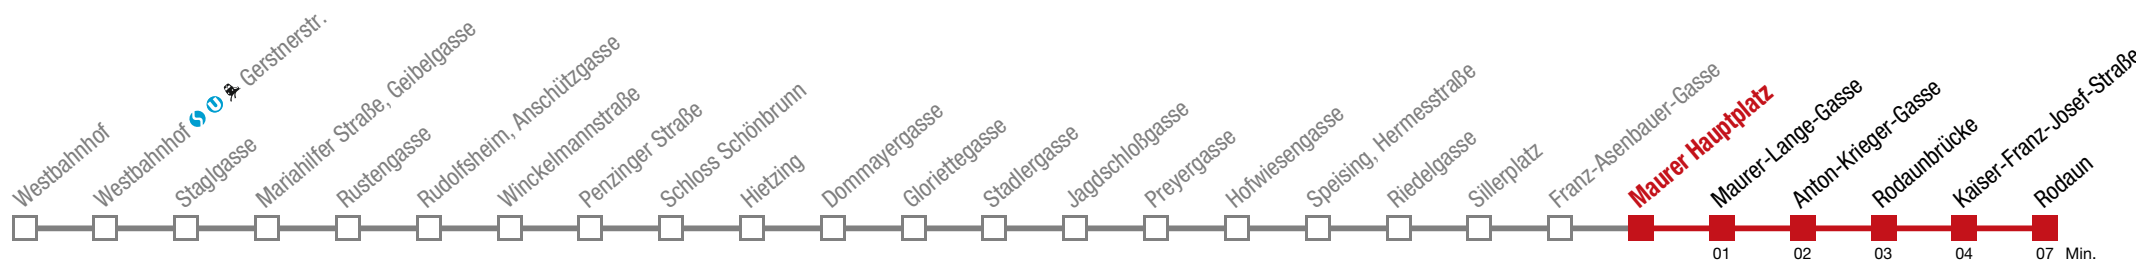 Westbahnhof
Westbahnhof S U Gerstnerstr.
Staglgasse
Mariahilfer Straße, Geibelgasse
Rustengasse
Rudolfsheim, Anschützgasse
Winckelmannstraße
Penzinger Straße
Schloss Schönbrunn
Hietzing
Dommayergasse
Gloriettegasse
Stadlergasse
Jagdschloßgasse
Preyergasse
Hofwiesengasse
Speising, Hermesstraße
Riedelgasse
Sillerplatz
Franz-Asenbauer-Gasse
Maurer Hauptplatz
Maurer-Lange-Gasse
Anton-Krieger-Gasse
Rodaunbrücke
Kaiser-Franz-Josef-Straße
Rodaun
01 02 03 04 07 Min.